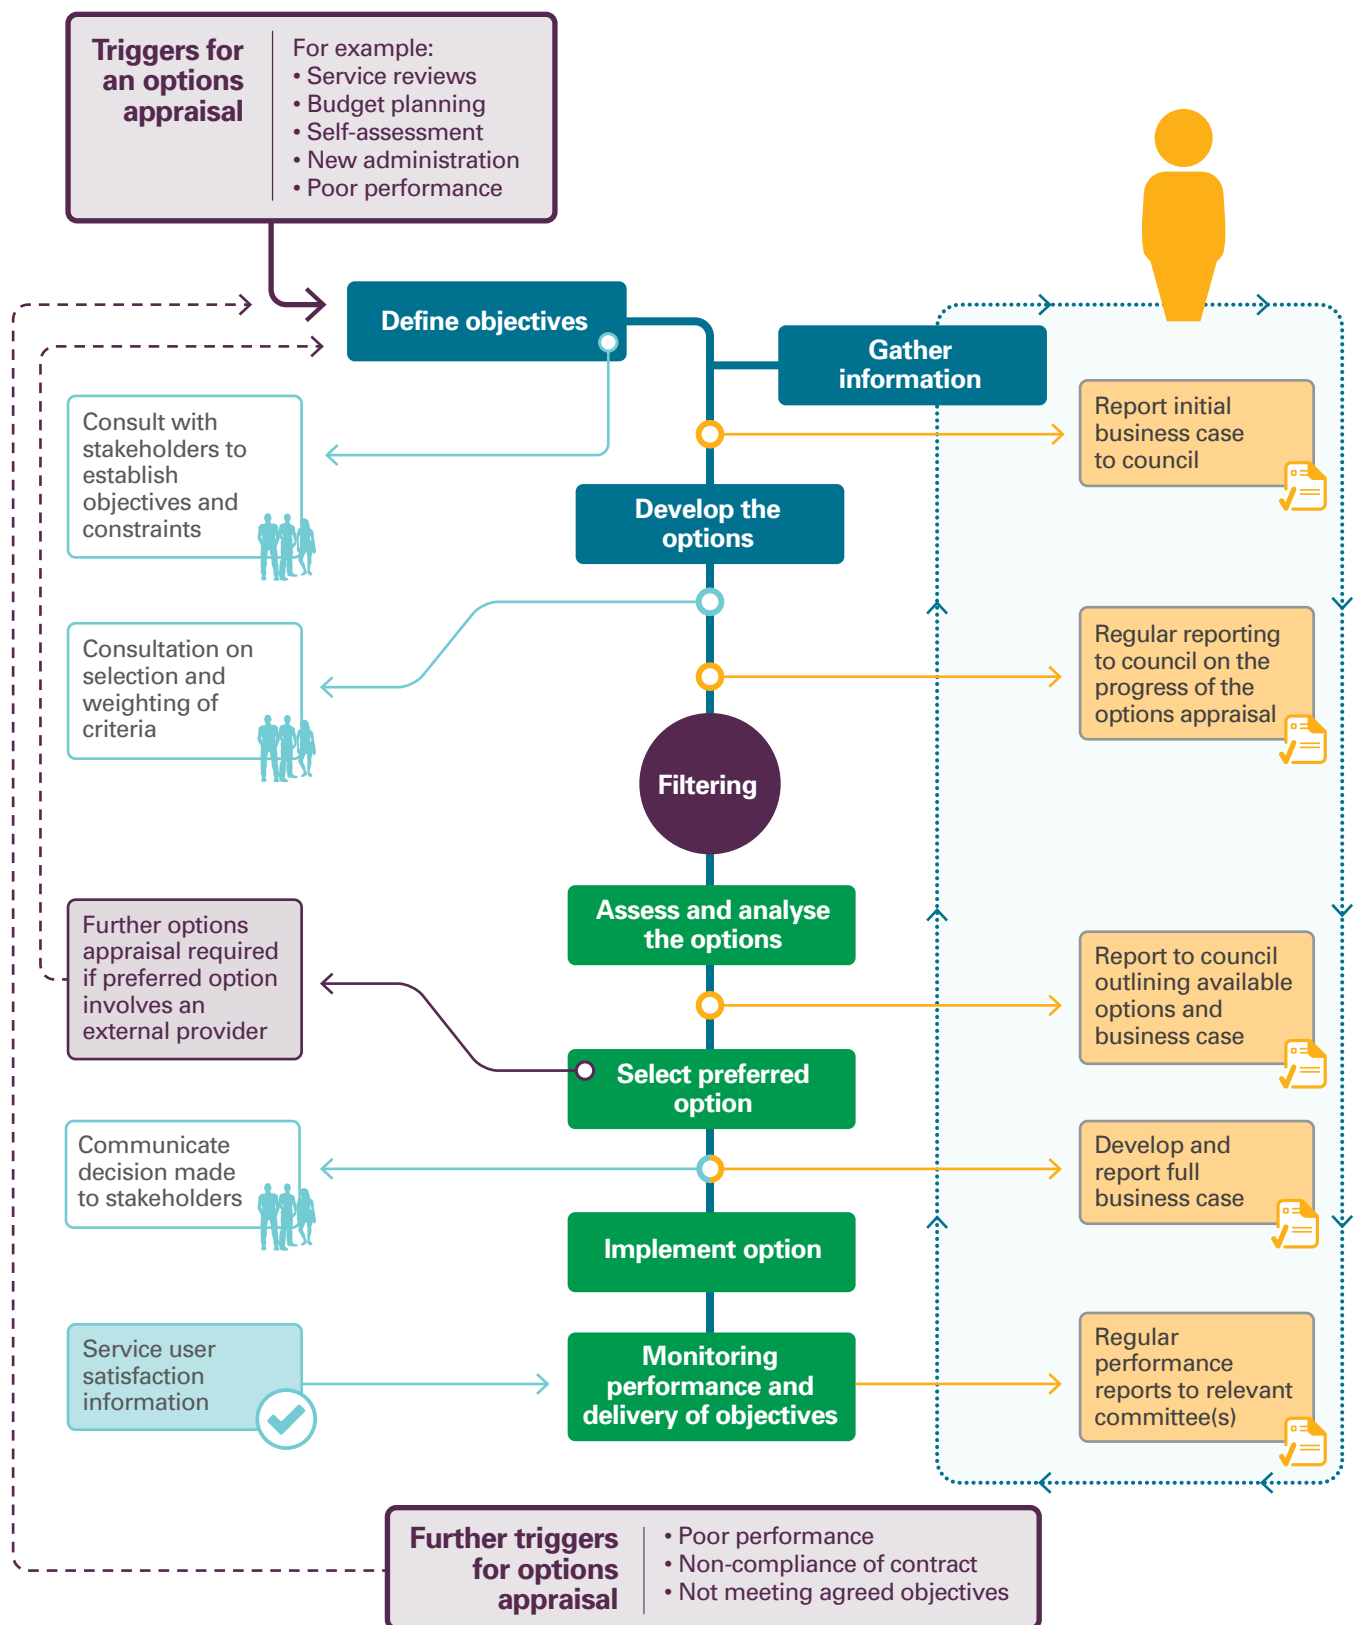 Triggers for
an options
appraisal
For example:
• Service reviews
• Budget planning
• Self-assessment
• New administration
• Poor performance
Define objectives
Gather
information
Consult with
stakeholders to
establish
objectives and
constraints
Report initial
business case
to council
Develop the
options
Consultation on
selection and
weighting of
criteria
Regular reporting
to council on the
progress of the
options appraisal
Filtering
Further options
appraisal required
if preferred option
involves an
external provider
Assess and analyse
the options
Report to council
outlining available
options and
business case
Select preferred
option
Communicate
decision made
to stakeholders
Develop and
report full
business case
Implement option
Service user
satisfaction
information
Monitoring
performance and
delivery of objectives
Regular
performance
reports to relevant
committee(s)
Further triggers
for options
appraisal
• Poor performance
• Non-compliance of contract
• Not meeting agreed objectives